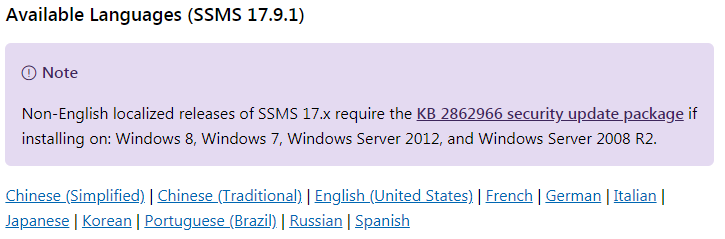 Available Languages (SSMS 17.9.1)
Note
Non-English localized releases of SSMS 17.x require the KB 2862966 security update package if
installing on: Windows 8, Windows 7, Windows Server 2012, and Windows Server 2008 R2.
Chinese (Simplified) | Chinese (Traditional) | English (United States) | French | German | Italian |
Japanese | Korean | Portuguese (Brazil) | Russian | Spanish